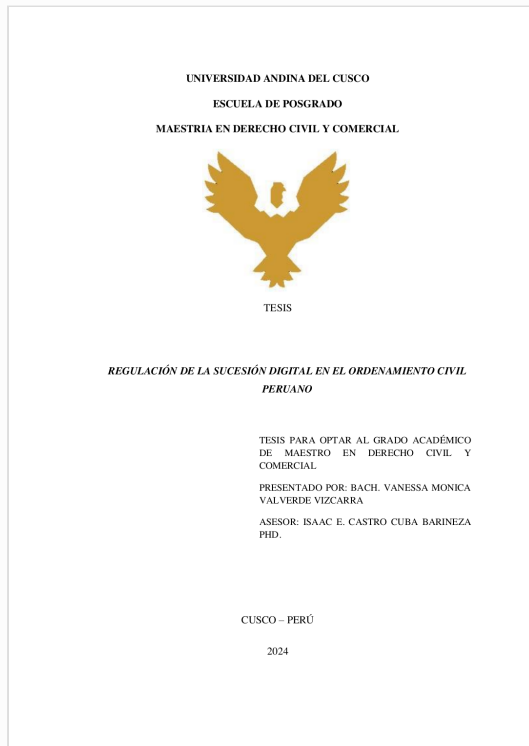 UNIVERSIDAD ANDINA DEL CUSCO
ESCUELA DE POSGRADO
MAESTRIA EN DERECHO CIVIL Y COMERCIAL
TESIS
REGULACIÓN DE LA SUCESIÓN DIGITAL EN EL ORDENAMIENTO CIVIL
PERUANO
TESIS PARA OPTAR AL GRADO ACADÉMICO
DE MAESTRO EN DERECHO CIVIL Y
COMERCIAL
PRESENTADO POR: BACH. VANESSA MONICA
VALVERDE VIZCARRA
ASESOR: ISAAC E. CASTRO CUBA BARINEZA
PHD.
CUSCO – PERÚ
2024